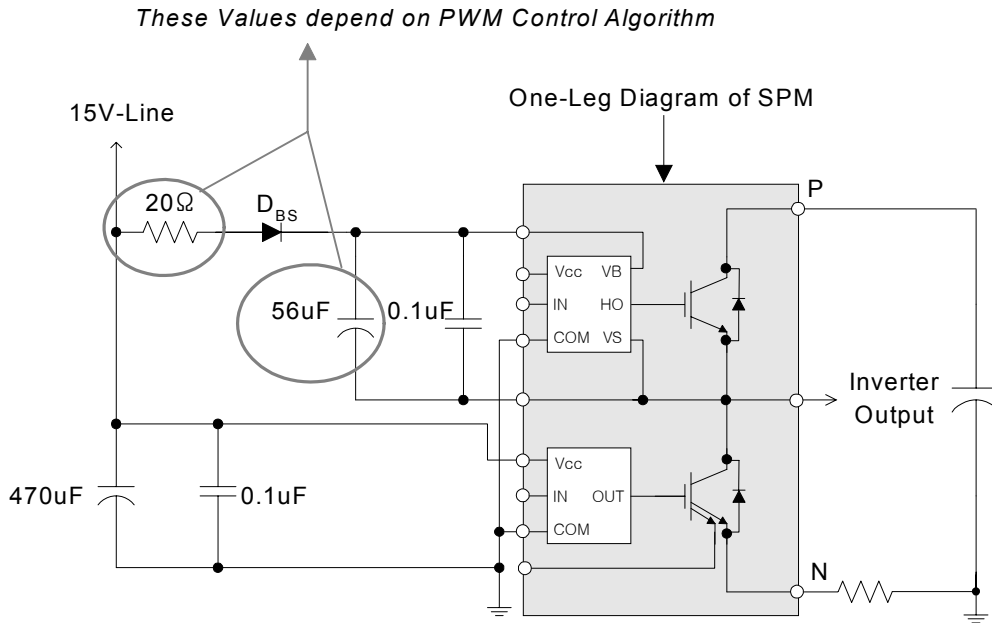 These Values depend on PWM Control Algorithm
One-Leg Diagram of SPM
15V-Line
P
20Ω
D_BS
Vcc VB
IN HO
COM VS
56uF
0.1uF
Inverter
Output
Vcc
IN OUT
COM
470uF
0.1uF
N